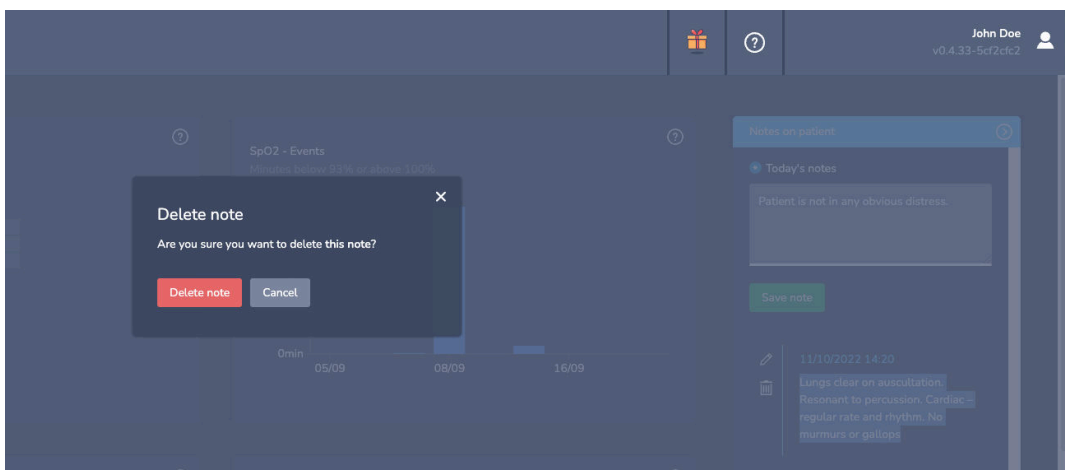 John Doe
v0.4.33-5cf2cfc2
SpO2 - Events
Minutes below 93% or above 100%
Notes on patient
Today's notes
Patient is not in any obvious distress.
Delete note
Are you sure you want to delete this note?
Delete note
Cancel
Save note
0min
05/09
08/09
16/09
11/10/2022 14:20
Lungs clear on auscultation.
Resonant to percussion. Cardiac –
regular rate and rhythm. No
murmurs or gallops